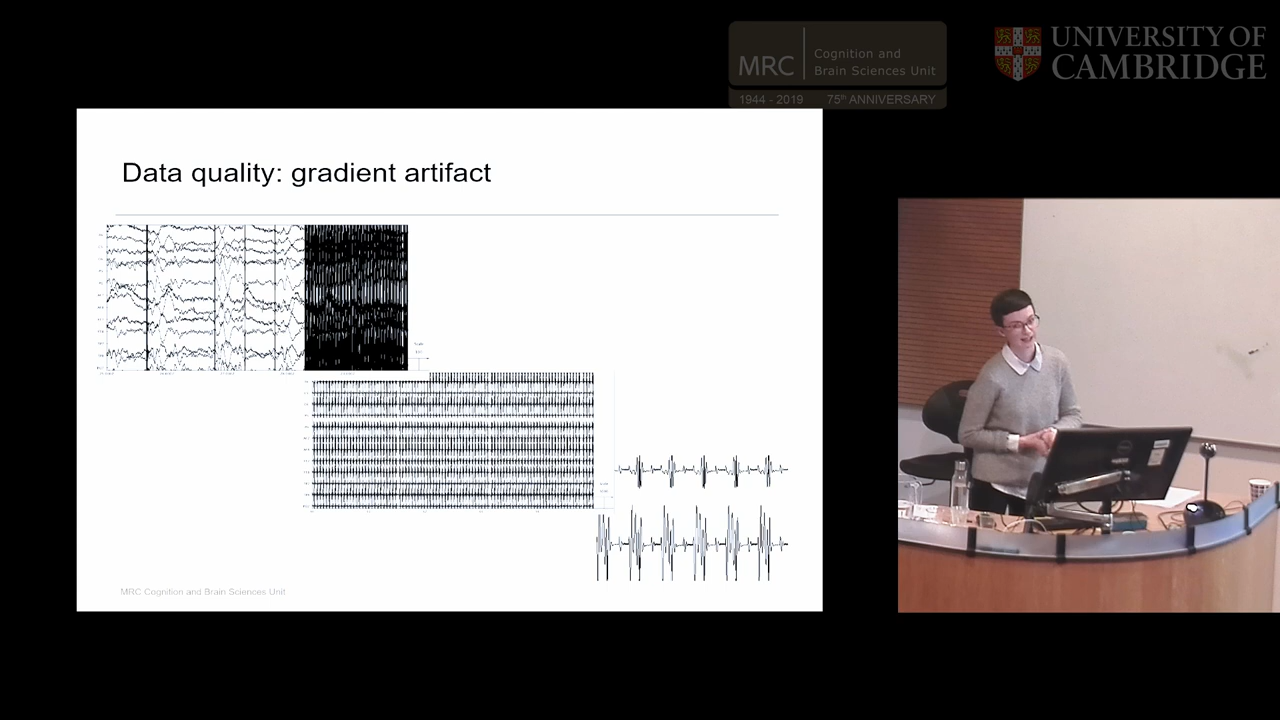 MRC
Cognition and
Brain Sciences Unit
1944 - 2019 75th ANNIVERSARY
UNIVERSITY OF
CAMBRIDGE
Data quality: gradient artifact
MRC Cognition and Brain Sciences Unit